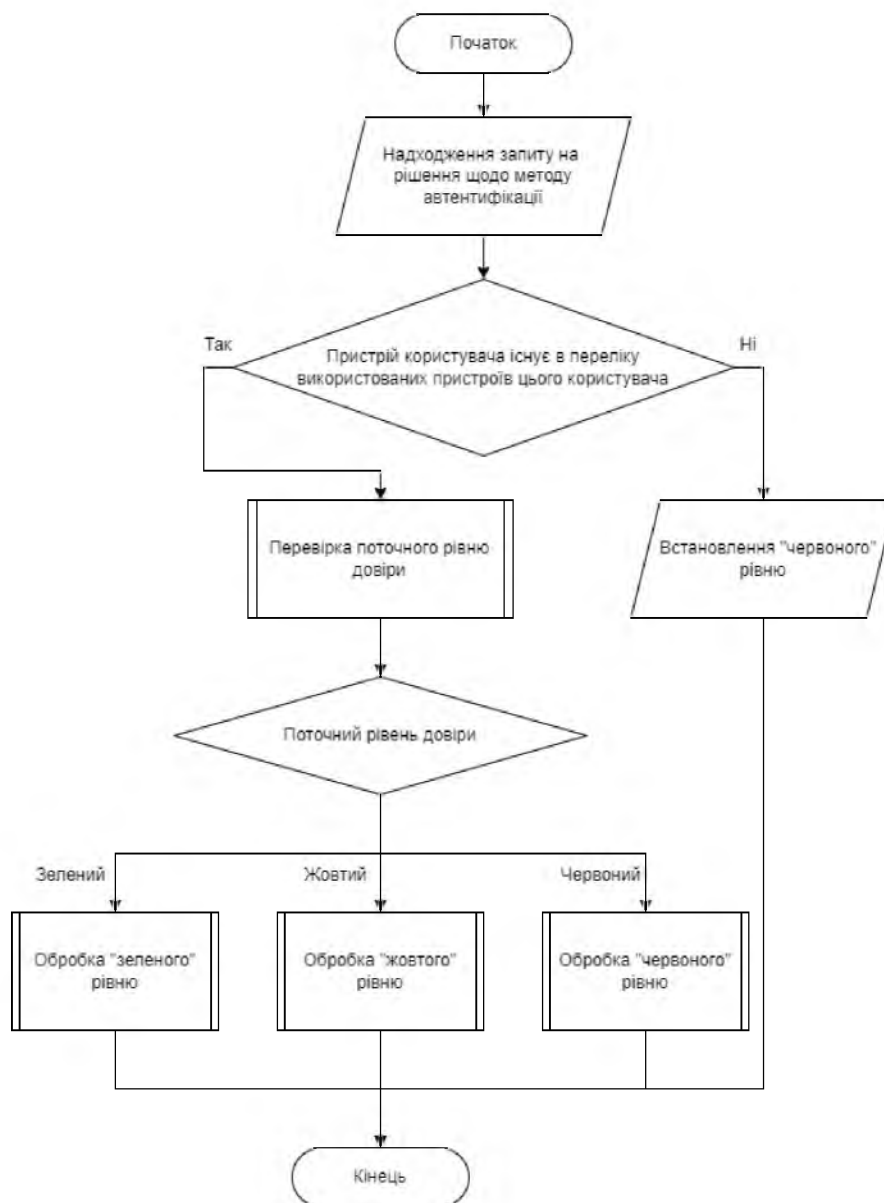 Початок
Надходження запиту на
рішення щодо методу
автентифікації
Так
Ні
Пристрій користувача існує в переліку
використованих пристроїв цього користувача
Перевірка поточного рівню
довіри
Встановлення "червоного"
рівню
Поточний рівень довіри
Зелений
Жовтий
Червоний
Обробка "зеленого"
рівню
Обробка "жовтого"
рівню
Обробка "червоного"
рівню
Кінець